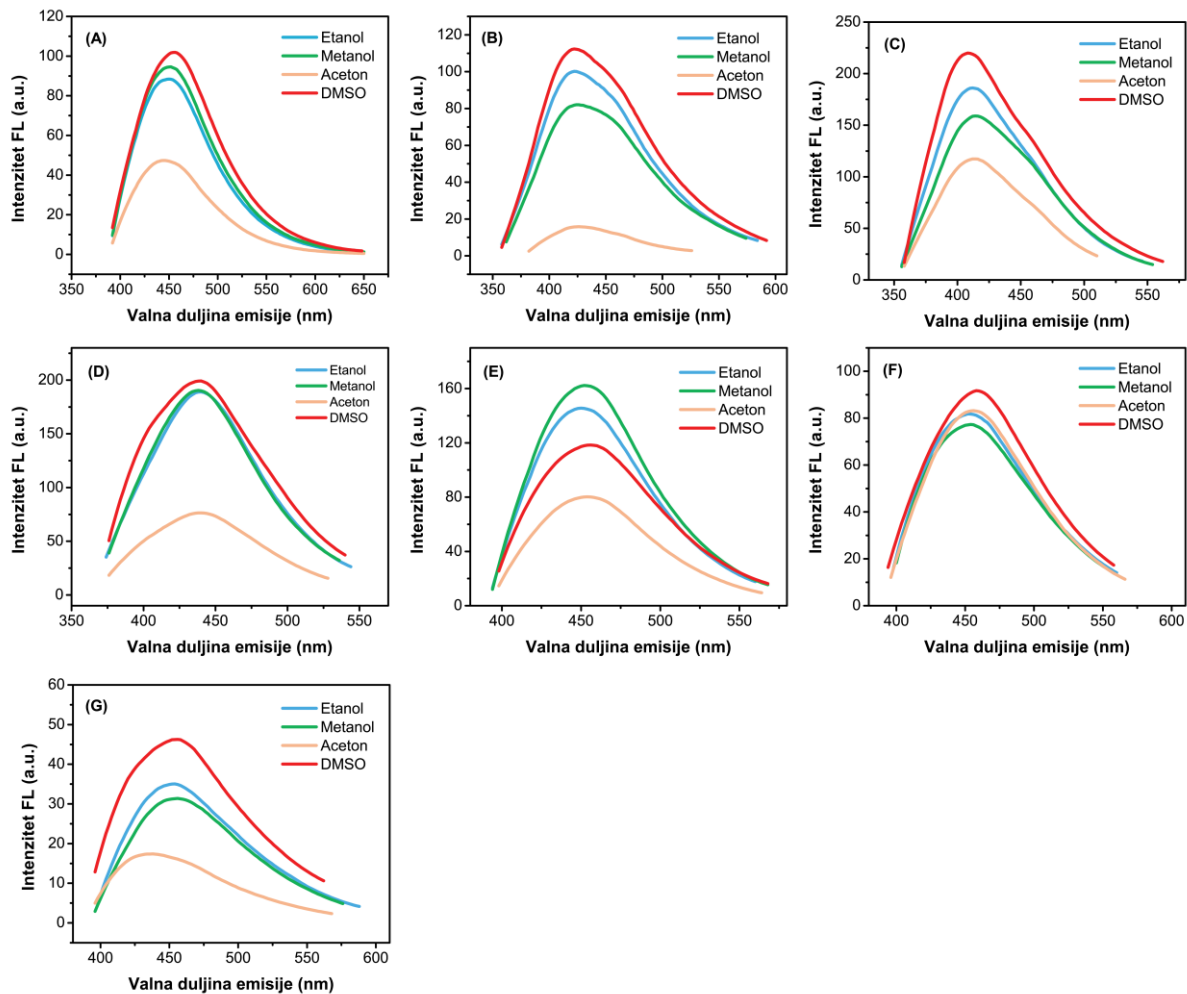 (A)
Etanol
Metanol
Aceton
DMSO
Intenzitet FL (a.u.)
120
100
80
60
40
20
0
350 400 450 500 550 600 650
Valna duljina emisije (nm)
(B)
Etanol
Metanol
Aceton
DMSO
Intenzitet FL (a.u.)
120
100
80
60
40
20
0
350 400 450 500 550 600
Valna duljina emisije (nm)
(C)
Etanol
Metanol
Aceton
DMSO
Intenzitet FL (a.u.)
250
200
150
100
50
0
350 400 450 500 550
Valna duljina emisije (nm)
(D)
Etanol
Metanol
Aceton
DMSO
Intenzitet FL (a.u.)
200
150
100
50
0
350 400 450 500 550
Valna duljina emisije (nm)
(E)
Etanol
Metanol
Aceton
DMSO
Intenzitet FL (a.u.)
160
120
80
40
0
400 450 500 550
Valna duljina emisije (nm)
(F)
Etanol
Metanol
Aceton
DMSO
Intenzitet FL (a.u.)
100
80
60
40
20
0
400 450 500 550 600
Valna duljina emisije (nm)
(G)
Etanol
Metanol
Aceton
DMSO
Intenzitet FL (a.u.)
60
50
40
30
20
10
0
400 450 500 550 600
Valna duljina emisije (nm)